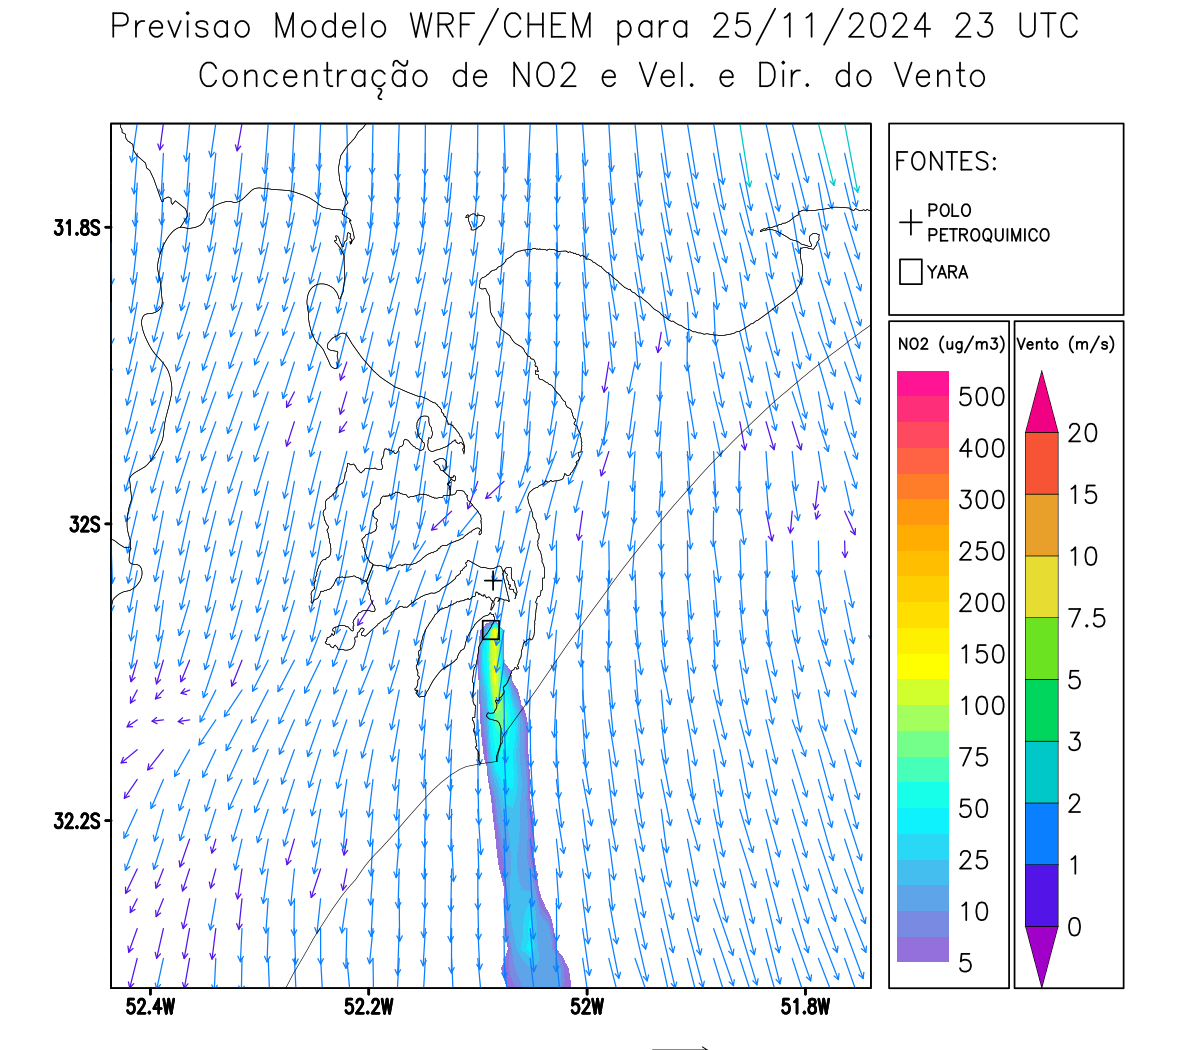 Previsao Modelo WRF/CHEM para 25/11/2024 23 UTC
Concentração de NO2 e Vel. e Dir. do Vento
FONTES:
POLO
PETROQUIMICO
YARA
NO2 (ug/m3)
500
400
300
250
200
150
100
75
50
25
10
5
Vento (m/s)
20
15
10
7.5
5
3
2
1
0
31.8S
32S
32.2S
52.4W 52.2W 52W 51.8W